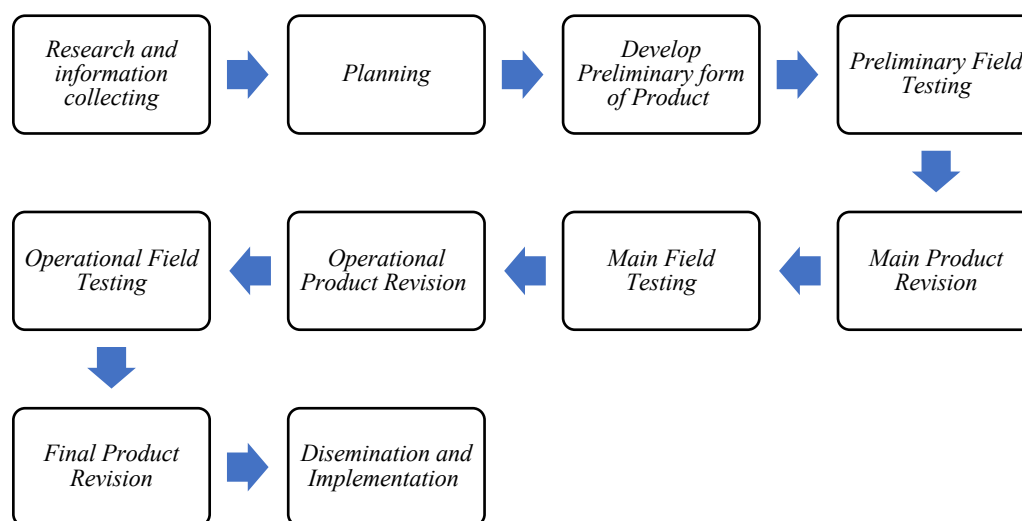 Research and
information
collecting
Planning
Develop
Preliminary form
of Product
Preliminary Field
Testing
Main Product
Revision
Main Field
Testing
Operational
Product Revision
Operational Field
Testing
Final Product
Revision
Disemination and
Implementation